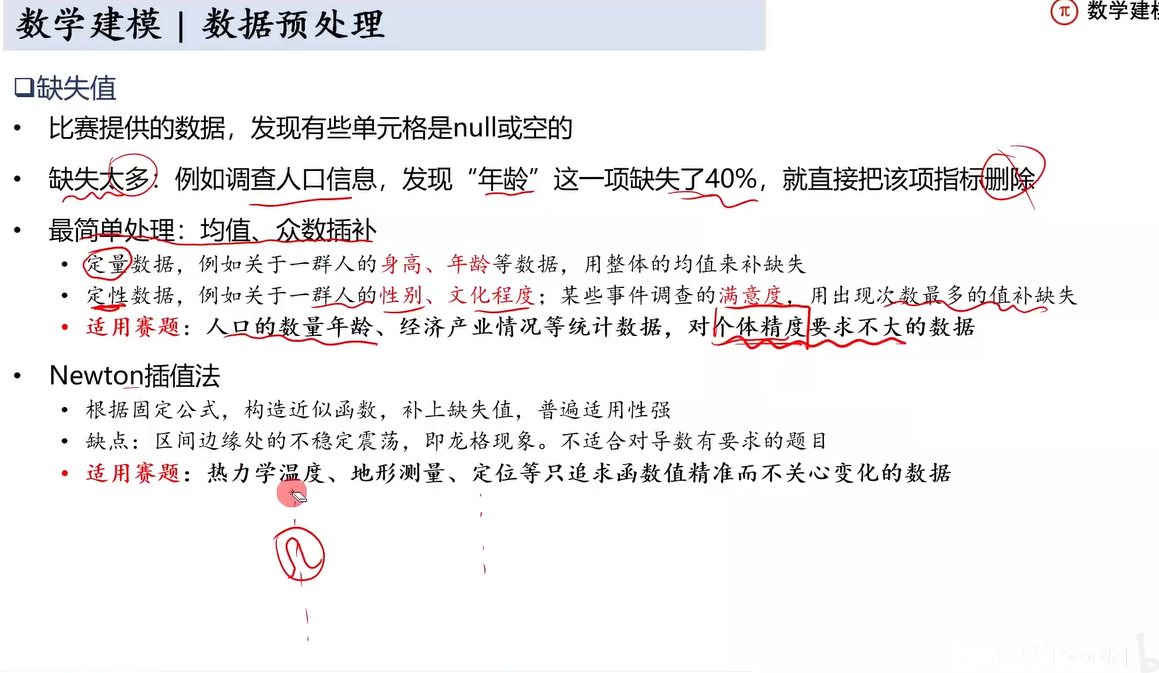 数学建模 | 数据预处理
π 数学建模
❑缺失值
• 比赛提供的数据，发现有些单元格是null或空的
• 缺失太多：例如调查人口信息，发现“年龄”这一项缺失了40%，就直接把该项指标删除
• 最简单处理：均值、众数插补
• 定量数据，例如关于一群人的身高、年龄等数据，用整体的均值来补缺失
• 定性数据，例如关于一群人的性别、文化程度；某些事件调查的满意度，用出现次数最多的值补缺失
• 适用赛题：人口的数量年龄、经济产业情况等统计数据，对个体精度要求不大的数据
• Newton插值法
• 根据固定公式，构造近似函数，补上缺失值，普遍适用性强
• 缺点：区间边缘处的不稳定震荡，即龙格现象。不适合对导数有要求的题目
• 适用赛题：热力学温度、地形测量、定位等只追求函数值精准而不关心变化的数据